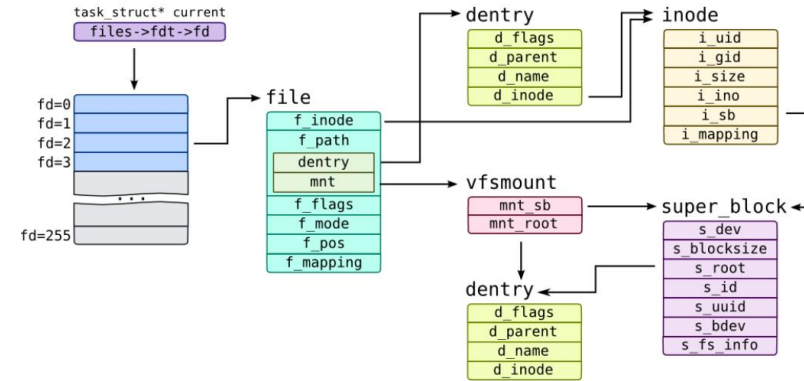 task_struct* current
files->fdt->fd
fd=0
fd=1
fd=2
fd=3
...
fd=255
file
f_inode
f_path
dentry
mnt
f_flags
f_mode
f_pos
f_mapping
dentry
d_flags
d_parent
d_name
d_inode
inode
i_uid
i_gid
i_size
i_ino
i_sb
i_mapping
vfsmount
mnt_sb
mnt_root
super_block
s_dev
s_blocksize
s_root
s_id
s_uuid
s_bdev
s_fs_info
dentry
d_flags
d_parent
d_name
d_inode